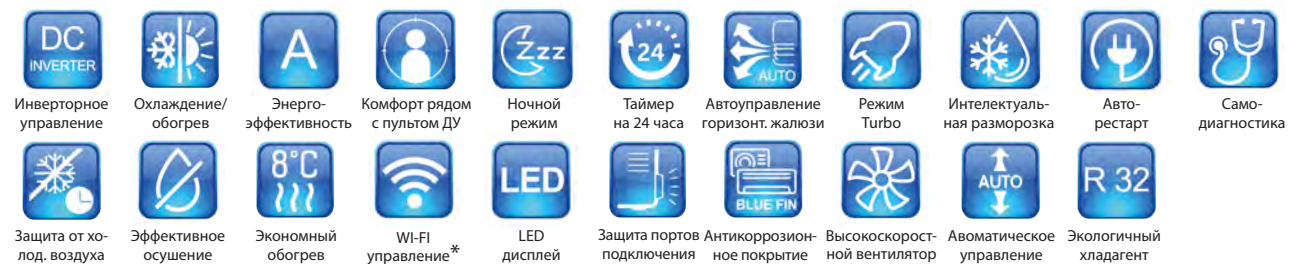 DC
INVERTER
A
Zzz
24
AUTO
Инверторное Охлаждение/ Энерго- Комфорт рядом Ночной Таймер Автоуправление Режим Интелектуаль- Авто- Само-
управление обогрев эффективность с пультом ДУ режим на 24 часа горизонт. жалюзи Turbo ная разморозка рестарт диагностика
8°C
LED
BLUE FIN
AUTO
R 32
Защита от хо- Эффективное Экономный WI-FI LED Защита портов Антикоррозион- Высокоскорост- Авоматическое Экологичный
лод. воздуха осушение обогрев управление* дисплей подключения ное покрытие ной вентилятор управление хладагент